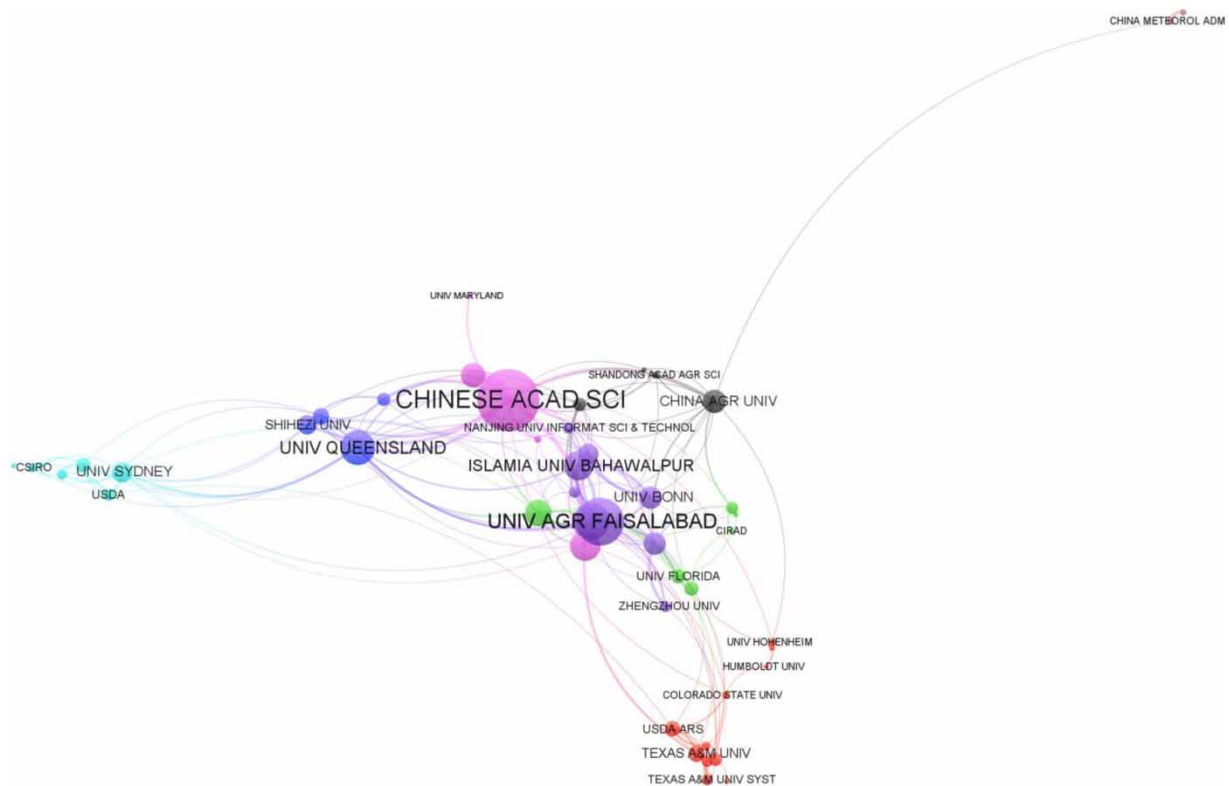 CHINA METEOROL ADM
UNIV MARYLAND
SHANDONG ACAD AGR SCI
CHINESE ACAD SCI
CHINA AGR UNIV
SHIHEZI UNIV
NANJING UNIV INFORMAT SCI & TECHNOL
UNIV QUEENSLAND
ISLAMIA UNIV BAHAWALPUR
CSIRO
UNIV SYDNEY
USDA
UNIV BONN
UNIV AGR FAISALABAD
CIRAD
UNIV FLORIDA
ZHENGZHOU UNIV
UNIV HOHENHEIM
HUMBOLDT UNIV
COLORADO STATE UNIV
USDA ARS
TEXAS A&M UNIV
TEXAS A&M UNIV SYST